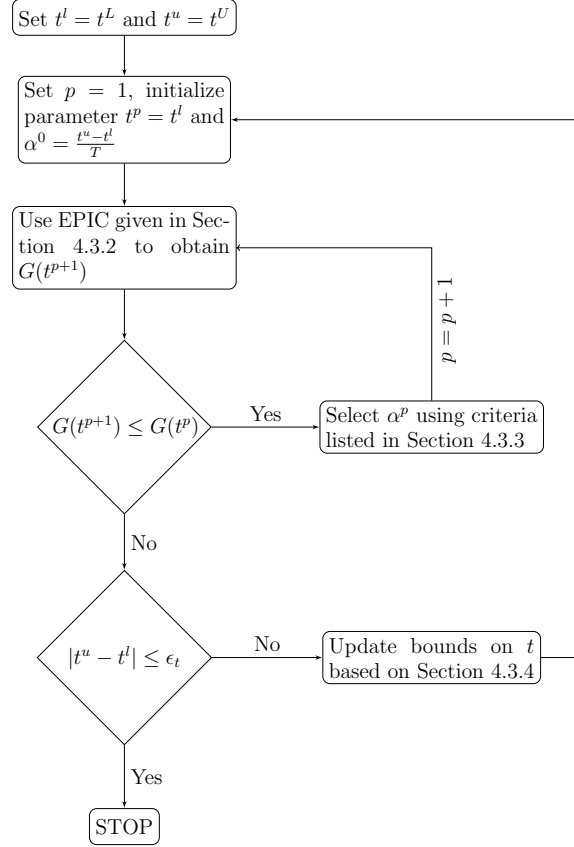 Set $t^l = t^L$ and $t^u = t^U$
Set $p = 1$, initialize
parameter $t^p = t^l$ and
$\alpha^0 = \frac{t^u - t^l}{T}$
Use EPIC given in Sec-
tion 4.3.2 to obtain
$G(t^{p+1})$
$p = p + 1$
$G(t^{p+1}) \leq G(t^p)$
Yes
Select $\alpha^p$ using criteria
listed in Section 4.3.3
No
$|t^u - t^l| \leq \epsilon_t$
No
Update bounds on $t$
based on Section 4.3.4
Yes
STOP